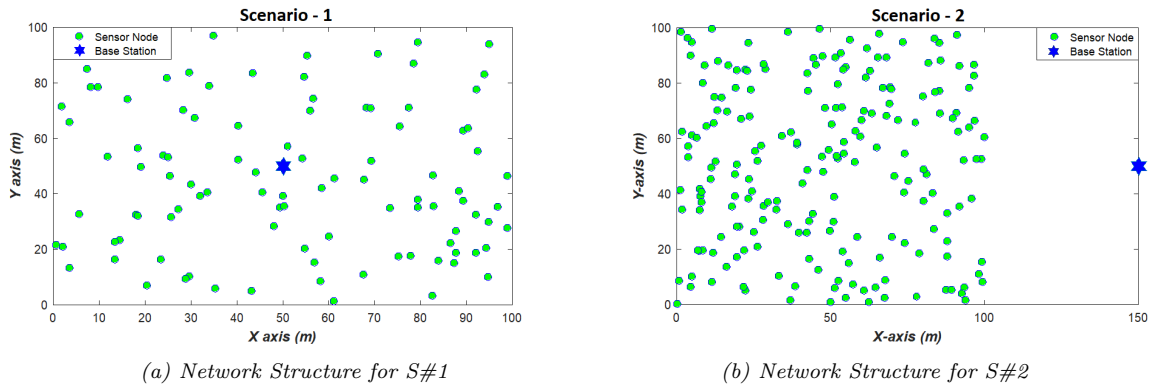 Scenario - 1
Sensor Node
Base Station
100
80
60
40
20
0
Y axis (m)
0 10 20 30 40 50 60 70 80 90 100
X axis (m)
(a) Network Structure for S#1
Scenario - 2
Sensor Node
Base Station
100
80
60
40
20
0
Y-axis (m)
0 50 100 150
X-axis (m)
(b) Network Structure for S#2